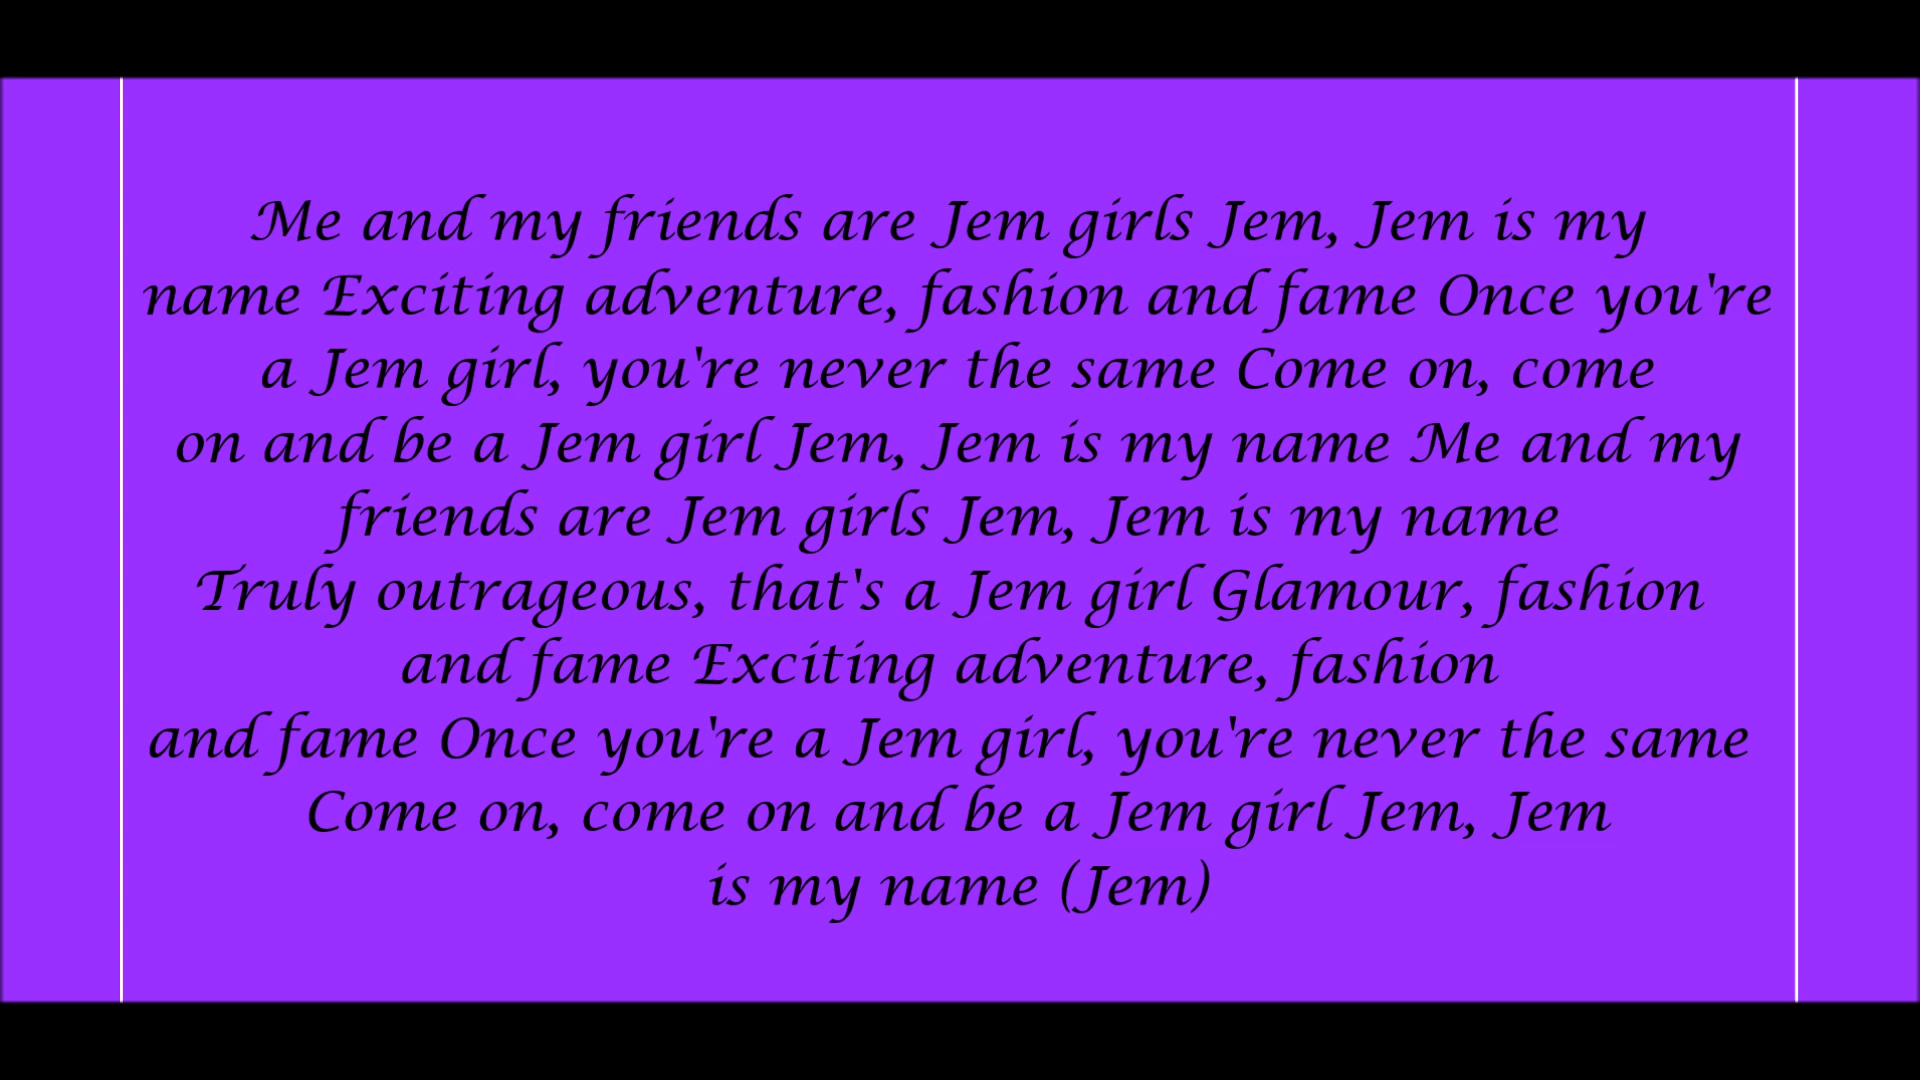 Me and my friends are Jem girls Jem, Jem is my
name Exciting adventure, fashion and fame Once you're
a Jem girl, you're never the same Come on, come
on and be a Jem girl Jem, Jem is my name Me and my
friends are Jem girls Jem, Jem is my name
Truly outrageous, that's a Jem girl Glamour, fashion
and fame Exciting adventure, fashion
and fame Once you're a Jem girl, you're never the same
Come on, come on and be a Jem girl Jem, Jem
is my name (Jem)